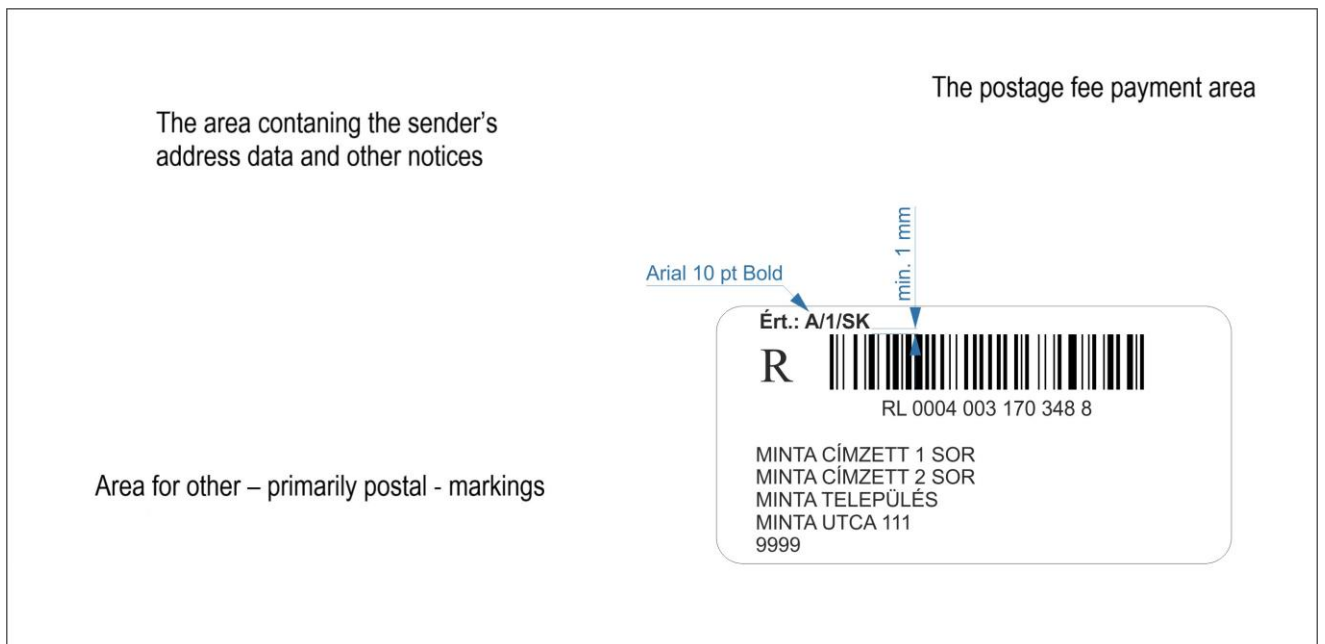 The postage fee payment area
The area contaning the sender's
address data and other notices
min. 1 mm
Arial 10 pt Bold
Ért.: A/1/SK
R
RL 0004 003 170 348 8
MINTA CÍMZETT 1 SOR
MINTA CÍMZETT 2 SOR
MINTA TELEPÜLÉS
MINTA UTCA 111
9999
Area for other – primarily postal - markings